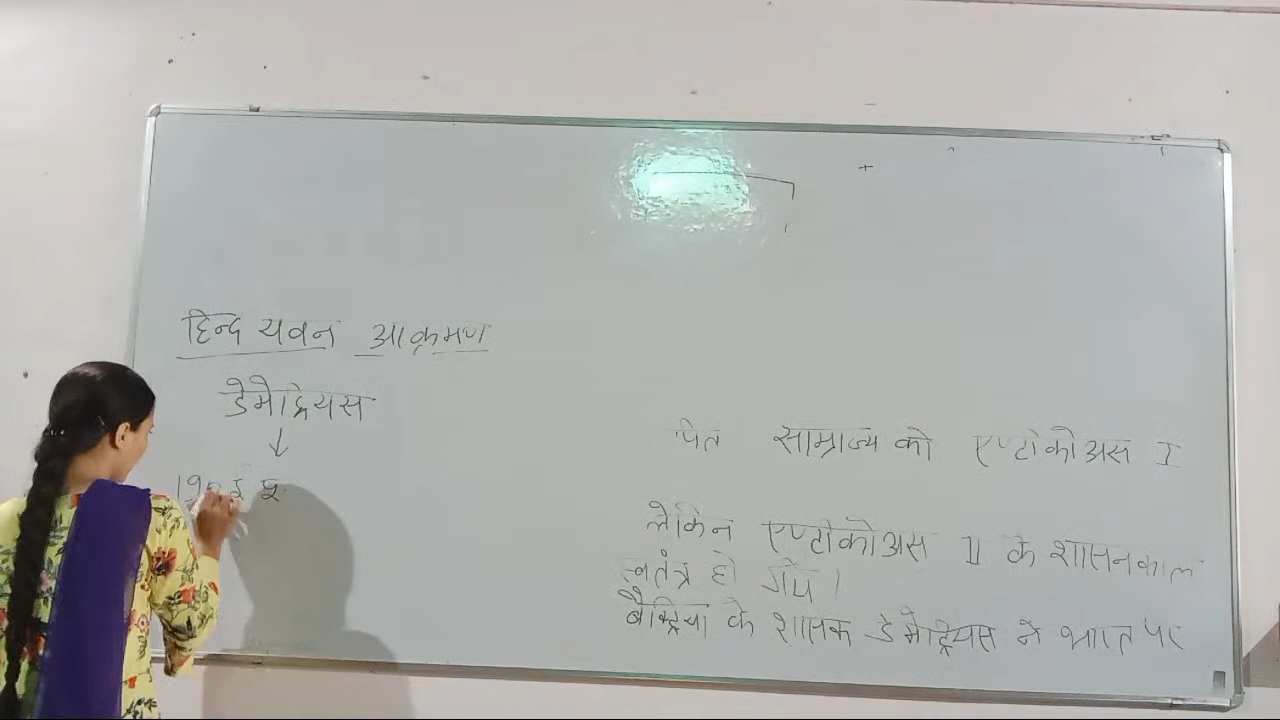 हिन्द यवन आक्रमण
डेमेट्रियस
↓
190 ई पू.
साम्राज्य को एण्टीकोअस I
लेकिन एण्टीकोअस II के शासनकाल
स्वतंत्र हो गये।
बैक्ट्रिया के शासक डेमेट्रियस ने भारत पर